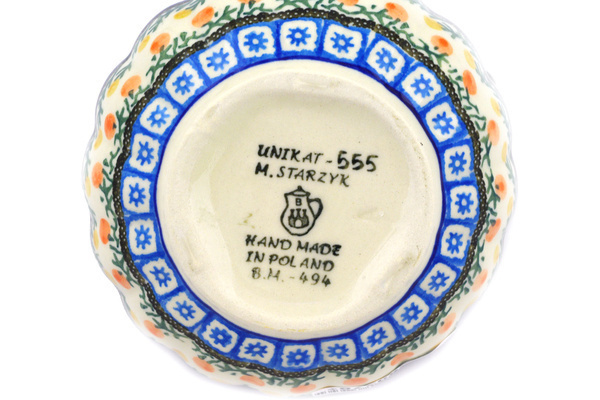 UNIKAT - 555
M. STARZYK
B
HAND MADE
IN POLAND
B.M. - 494